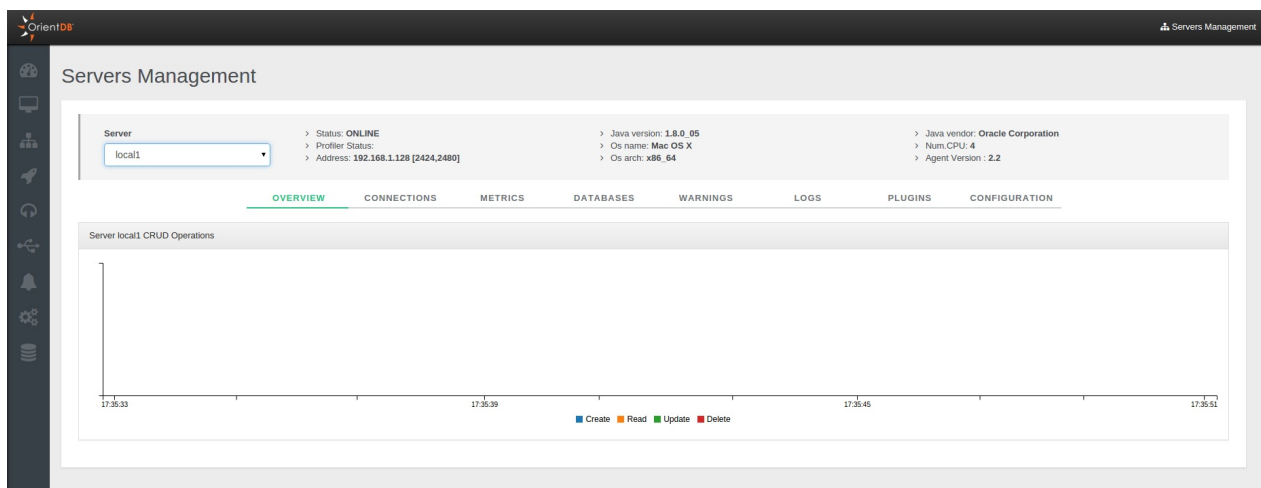 OrientDB
Servers Management
Servers Management
Server
local1
> Status: ONLINE
> Profiler Status:
> Address: 192.168.1.128 [2424,2480]
> Java version: 1.8.0_05
> Os name: Mac OS X
> Os arch: x86_64
> Java vendor: Oracle Corporation
> Num.CPU: 4
> Agent Version : 2.2
OVERVIEW CONNECTIONS METRICS DATABASES WARNINGS LOGS PLUGINS CONFIGURATION
Server local1 CRUD Operations
17:35:33 17:35:39 17:35:45 17:35:51
Create Read Update Delete